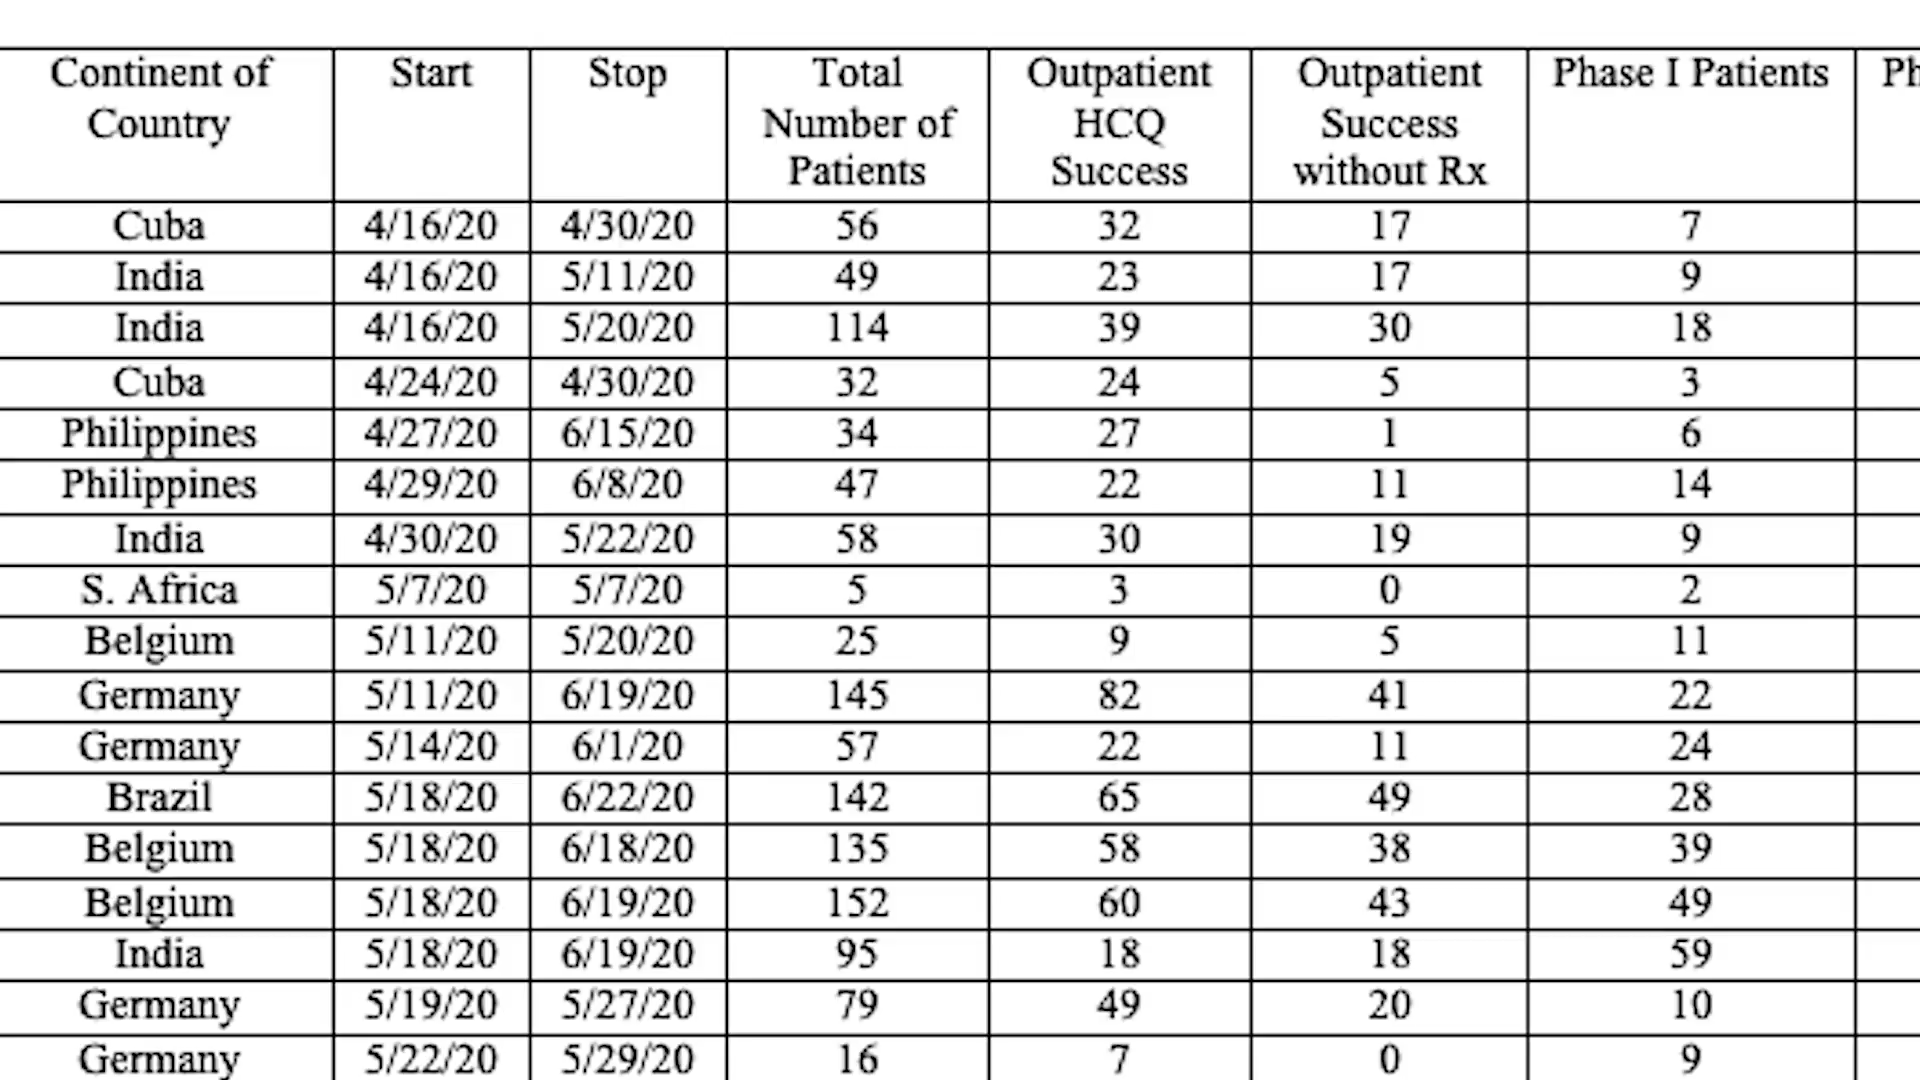 Continent of Country Start Stop Total Number of Patients Outpatient HCQ Success Outpatient Success without Rx Phase I Patients Ph
Cuba 4/16/20 4/30/20 56 32 17 7
India 4/16/20 5/11/20 49 23 17 9
India 4/16/20 5/20/20 114 39 30 18
Cuba 4/24/20 4/30/20 32 24 5 3
Philippines 4/27/20 6/15/20 34 27 1 6
Philippines 4/29/20 6/8/20 47 22 11 14
India 4/30/20 5/22/20 58 30 19 9
S. Africa 5/7/20 5/7/20 5 3 0 2
Belgium 5/11/20 5/20/20 25 9 5 11
Germany 5/11/20 6/19/20 145 82 41 22
Germany 5/14/20 6/1/20 57 22 11 24
Brazil 5/18/20 6/22/20 142 65 49 28
Belgium 5/18/20 6/18/20 135 58 38 39
Belgium 5/18/20 6/19/20 152 60 43 49
India 5/18/20 6/19/20 95 18 18 59
Germany 5/19/20 5/27/20 79 49 20 10
Germany 5/22/20 5/29/20 16 7 0 9